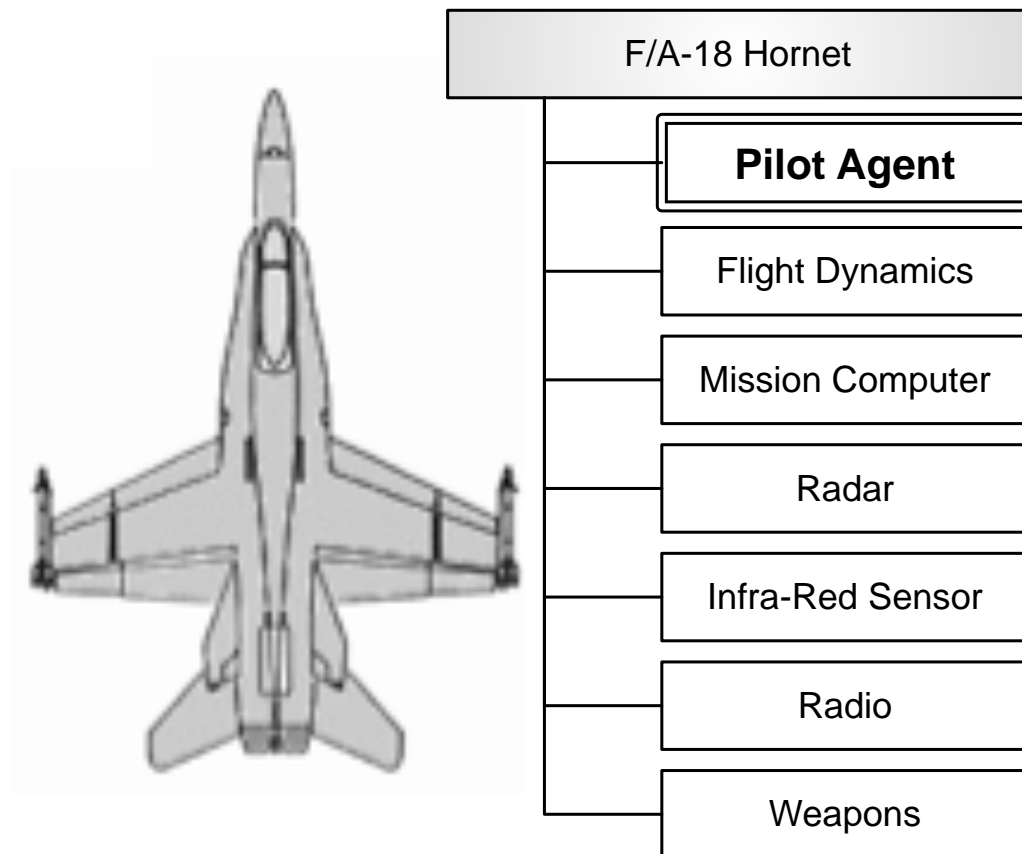 F/A-18 Hornet
Pilot Agent
Flight Dynamics
Mission Computer
Radar
Infra-Red Sensor
Radio
Weapons